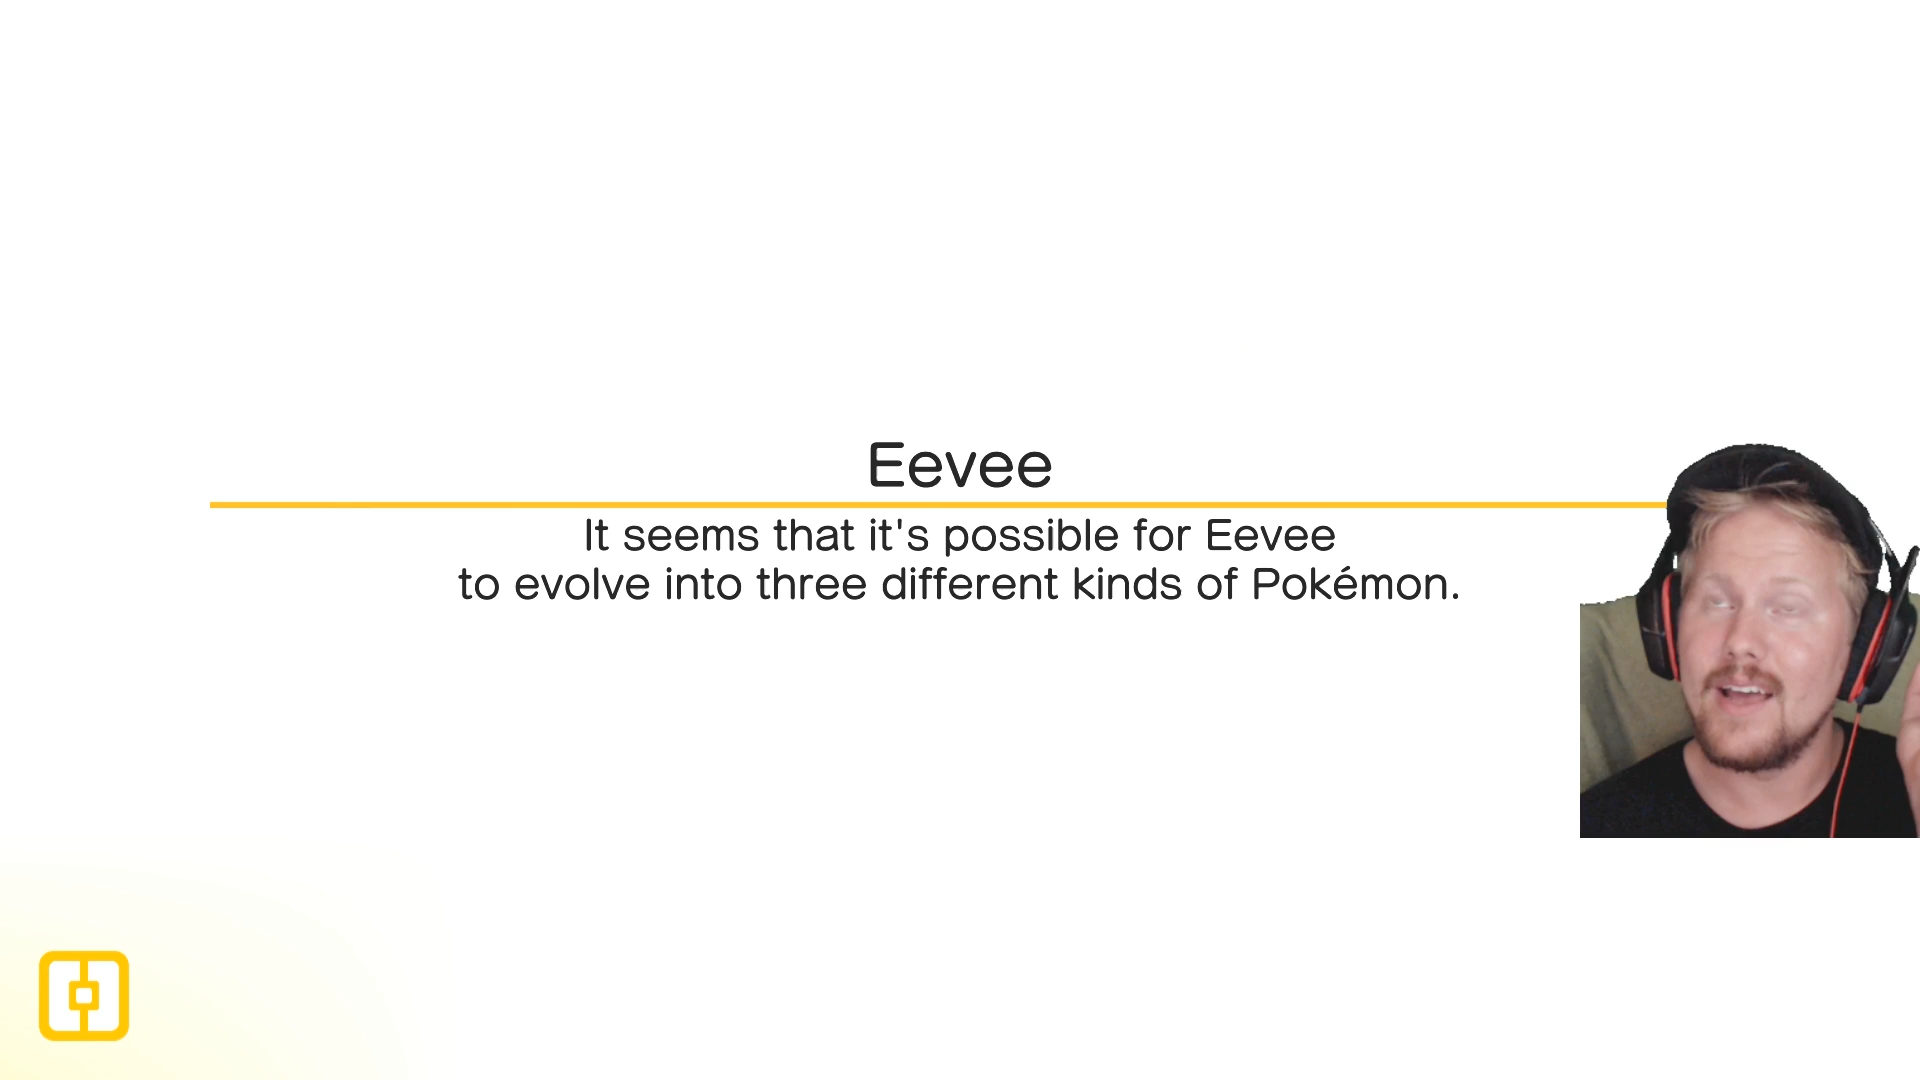 Eevee
It seems that it's possible for Eevee
to evolve into three different kinds of Pokémon.